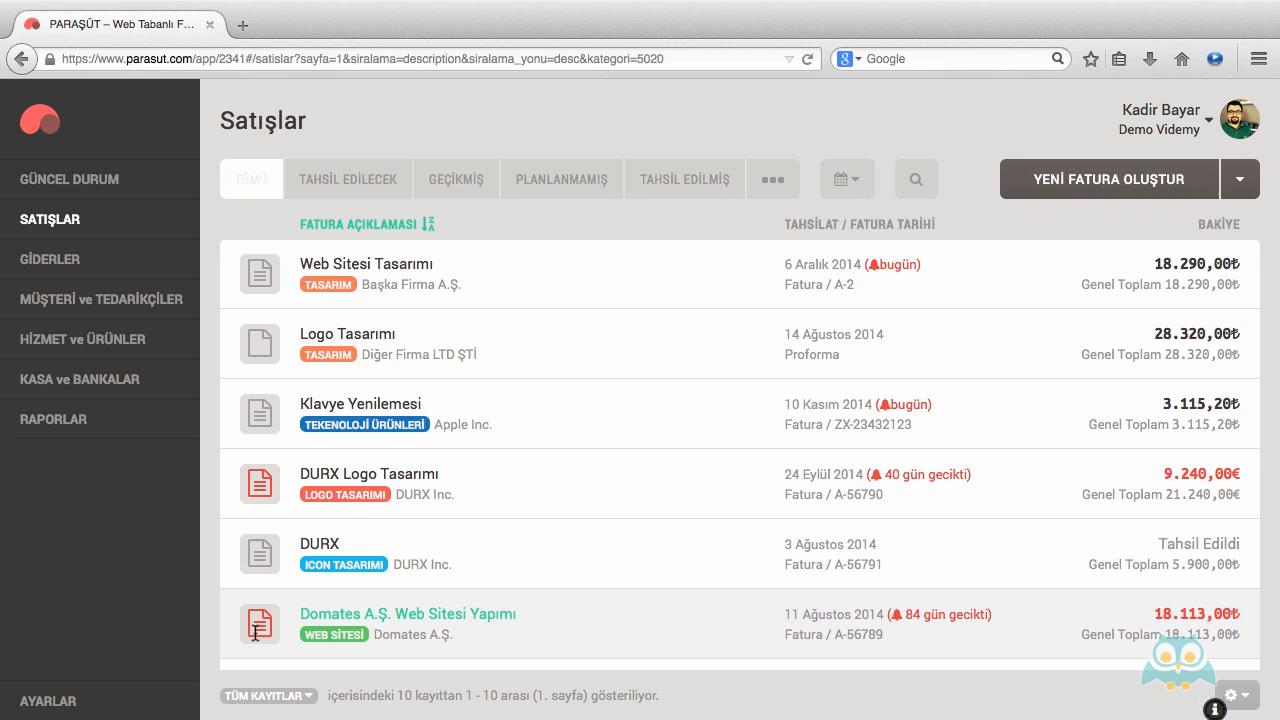 PARAŞÜT – Web Tabanlı F...
https://www.parasut.com/app/2341#/satislar?sayfa=1&siralama=description&siralama_yonu=desc&kategori=5020
Google
Satışlar
Kadir Bayar
Demo Videmy
GÜNCEL DURUM
SATIŞLAR
GİDERLER
MÜŞTERİ ve TEDARİKÇİLER
HİZMET ve ÜRÜNLER
KASA ve BANKALAR
RAPORLAR
AYARLAR
TÜMÜ TAHSİL EDİLECEK GEÇİKMİŞ PLANLANMAMIŞ TAHSİL EDİLMİŞ
YENİ FATURA OLUŞTUR
FATURA AÇIKLAMASI TAHSİLAT / FATURA TARİHİ BAKİYE
Web Sitesi Tasarımı 6 Aralık 2014 (bugün) 18.290,00₺
TASARIM Başka Firma A.Ş. Fatura / A-2 Genel Toplam 18.290,00₺
Logo Tasarımı 14 Ağustos 2014 28.320,00₺
TASARIM Diğer Firma LTD ŞTİ Proforma Genel Toplam 28.320,00₺
Klavye Yenilemesi 10 Kasım 2014 (bugün) 3.115,20₺
TEKENOLOJİ ÜRÜNLERİ Apple Inc. Fatura / ZX-23432123 Genel Toplam 3.115,20₺
DURX Logo Tasarımı 24 Eylül 2014 (40 gün gecikti) 9.240,00€
LOGO TASARIMI DURX Inc. Fatura / A-56790 Genel Toplam 21.240,00€
DURX 3 Ağustos 2014 Tahsil Edildi
ICON TASARIMI DURX Inc. Fatura / A-56791 Genel Toplam 5.900,00₺
Domates A.Ş. Web Sitesi Yapımı 11 Ağustos 2014 (84 gün gecikti) 18.113,00₺
WEB SİTESİ Domates A.Ş. Fatura / A-56789 Genel Toplam 18.113,00₺
TÜM KAYITLAR içerisindeki 10 kayıttan 1 - 10 arası (1. sayfa) gösteriliyor.